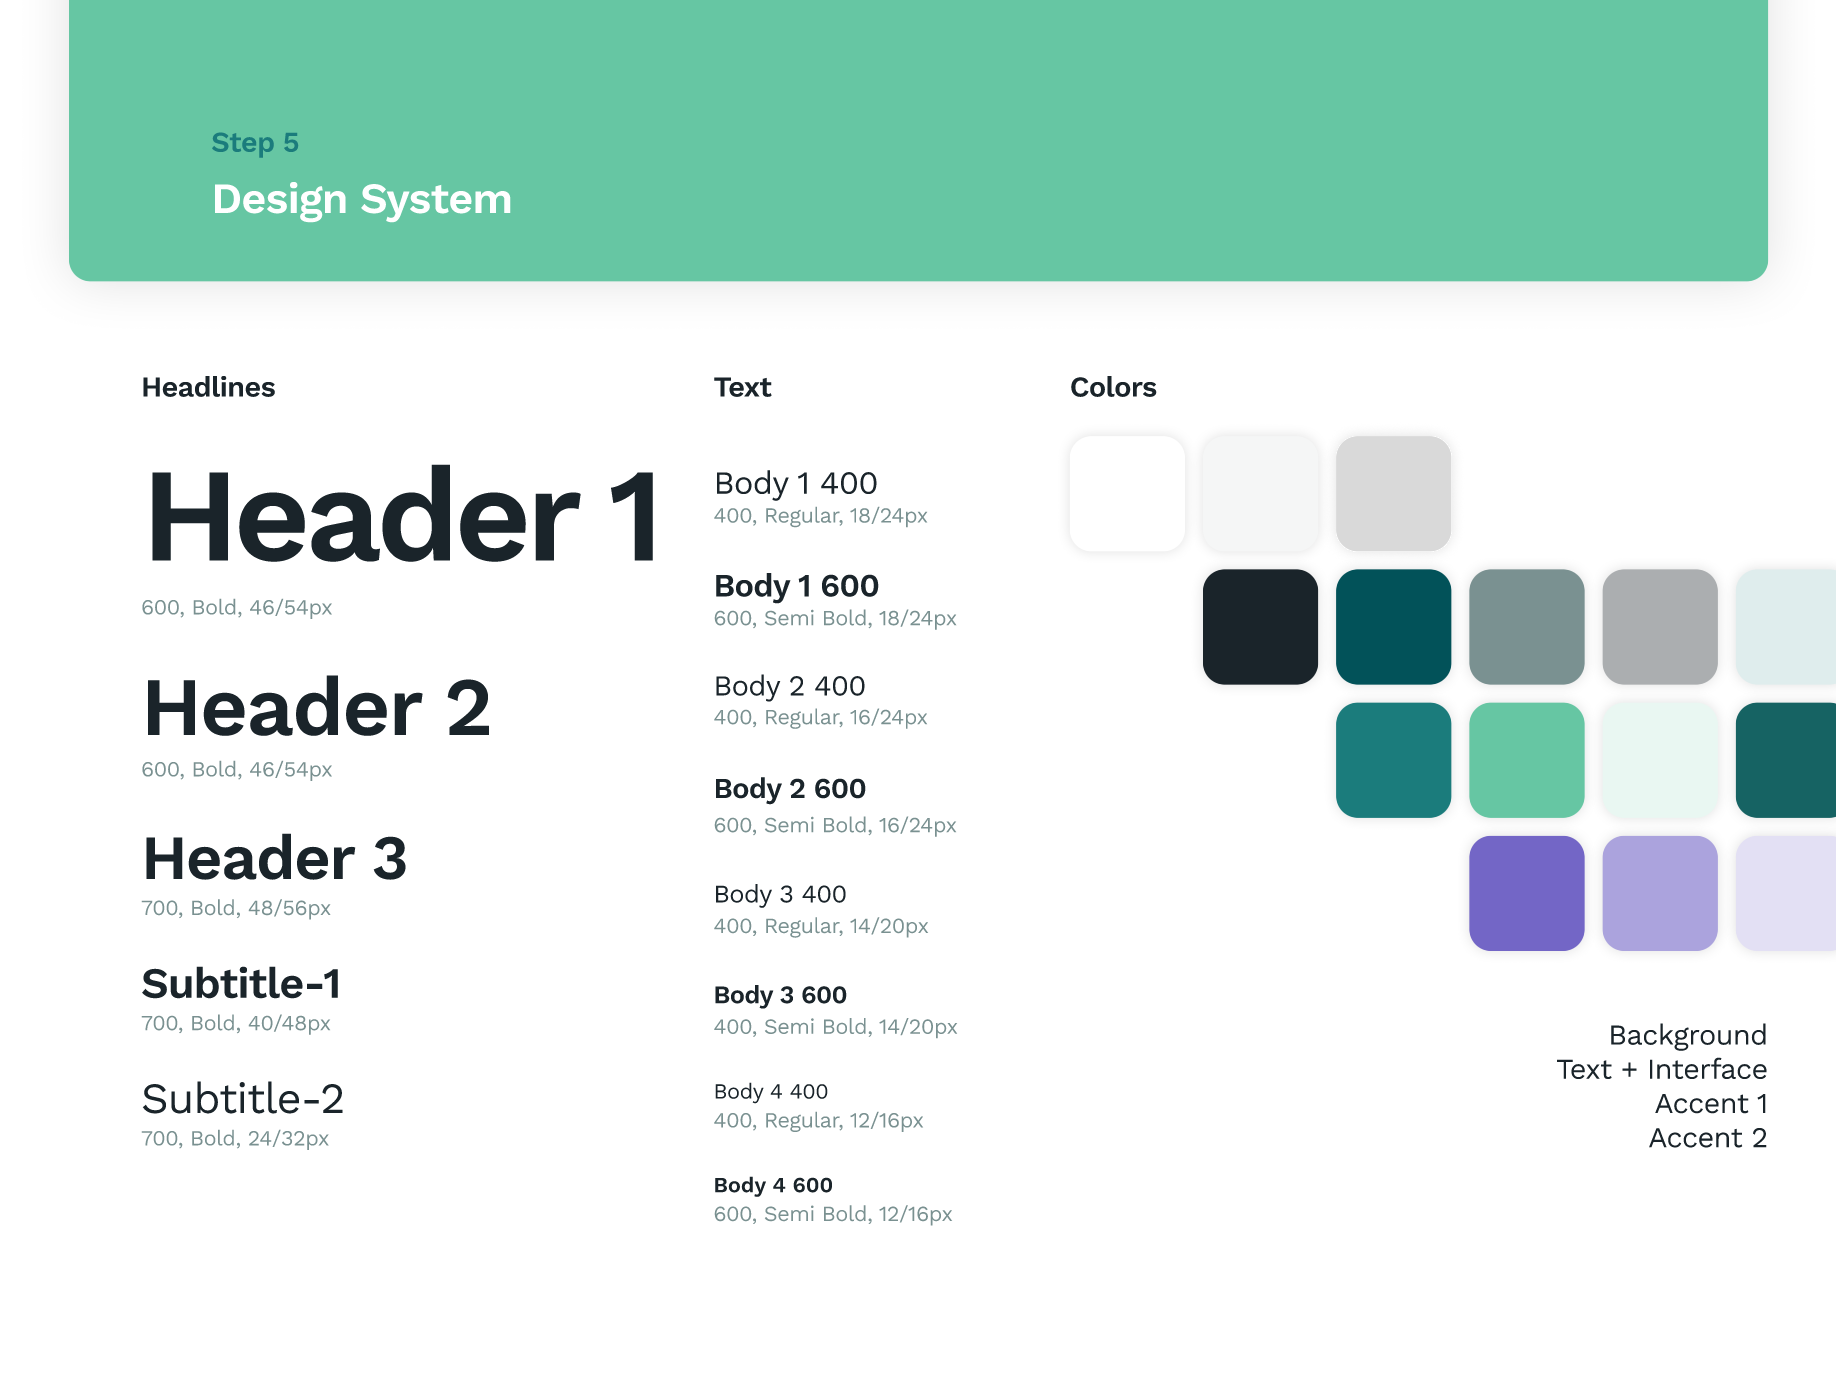 Step 5
Design System
Headlines
Header 1
600, Bold, 46/54px
Header 2
600, Bold, 46/54px
Header 3
700, Bold, 48/56px
Subtitle-1
700, Bold, 40/48px
Subtitle-2
700, Bold, 24/32px
Text
Body 1 400
400, Regular, 18/24px
Body 1 600
600, Semi Bold, 18/24px
Body 2 400
400, Regular, 16/24px
Body 2 600
600, Semi Bold, 16/24px
Body 3 400
400, Regular, 14/20px
Body 3 600
400, Semi Bold, 14/20px
Body 4 400
400, Regular, 12/16px
Body 4 600
600, Semi Bold, 12/16px
Colors
Background
Text + Interface
Accent 1
Accent 2